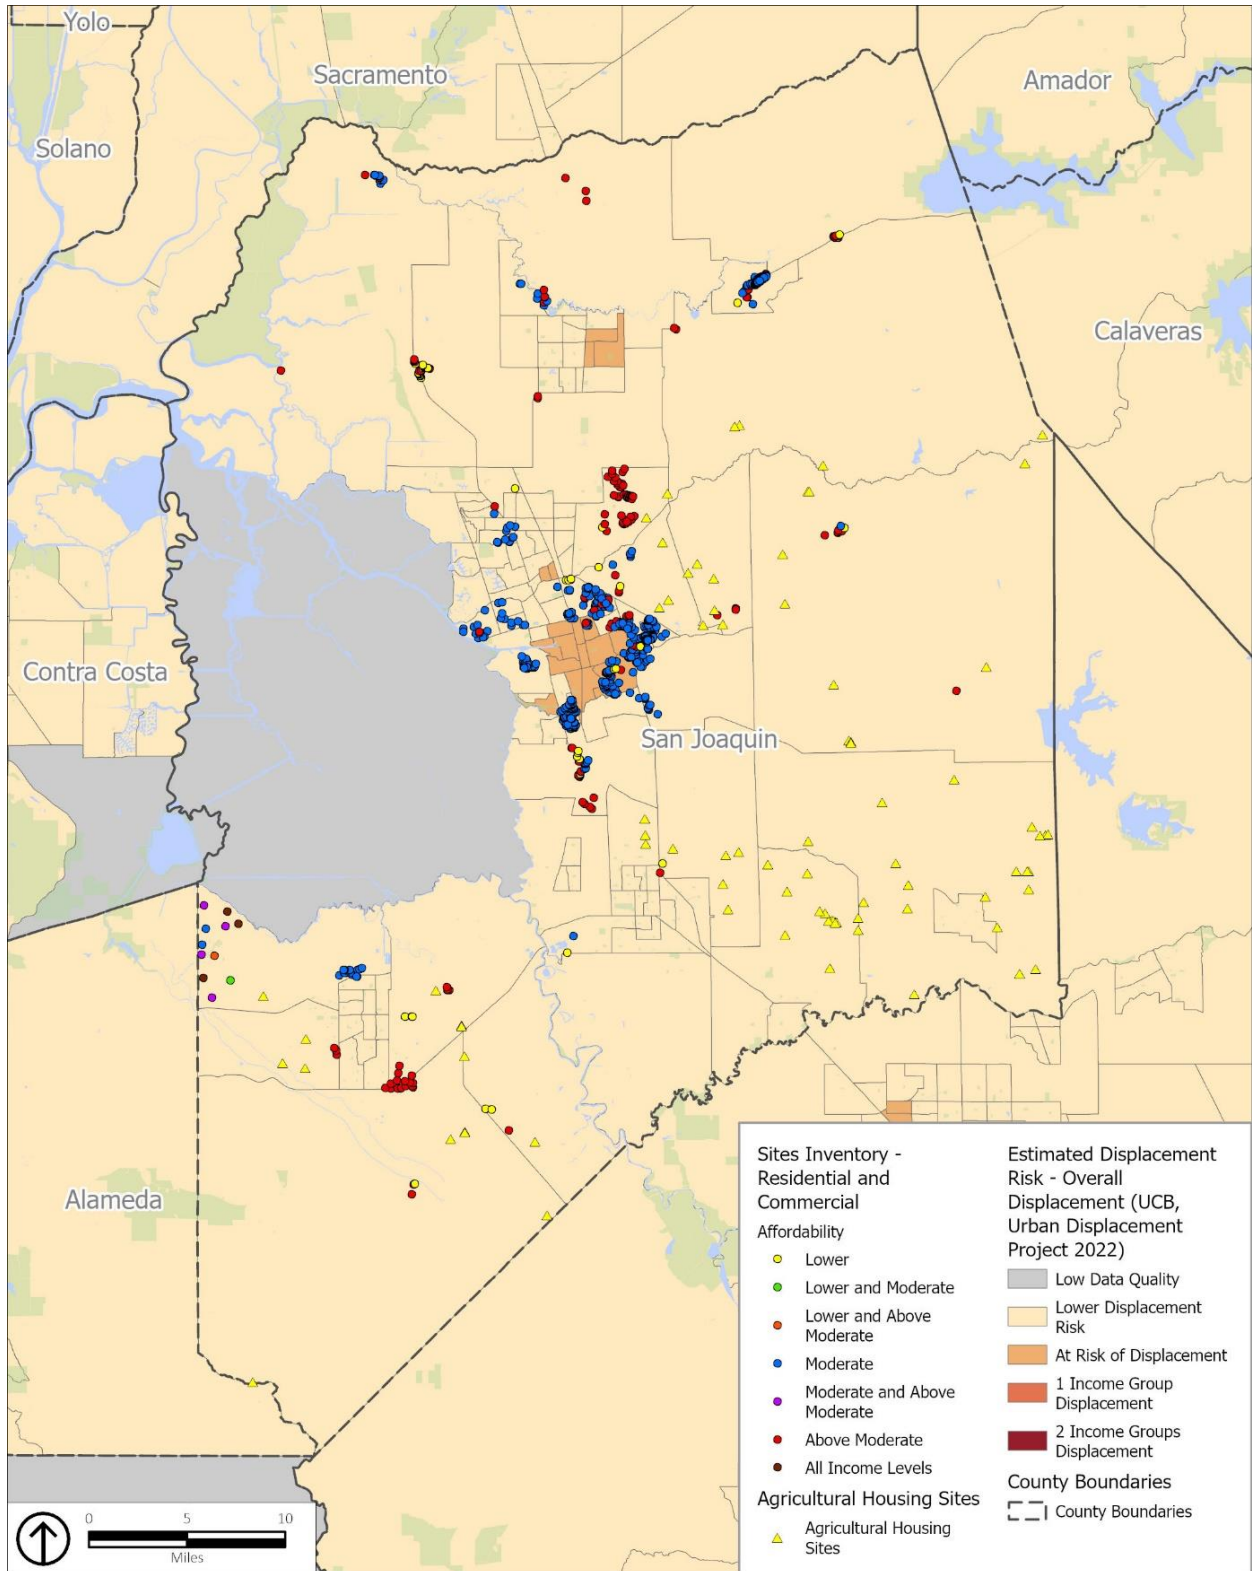 Yolo
Sacramento
Amador
Solano
Calaveras
Contra Costa
San Joaquin
Alameda
Sites Inventory -
Residential and
Commercial
Affordability
Lower
Lower and Moderate
Lower and Above
Moderate
Moderate
Moderate and Above
Moderate
Above Moderate
All Income Levels
Agricultural Housing Sites
Agricultural Housing
Sites
Estimated Displacement
Risk - Overall
Displacement (UCB,
Urban Displacement
Project 2022)
Low Data Quality
Lower Displacement
Risk
At Risk of Displacement
1 Income Group
Displacement
2 Income Groups
Displacement
County Boundaries
County Boundaries
0 5 10
Miles